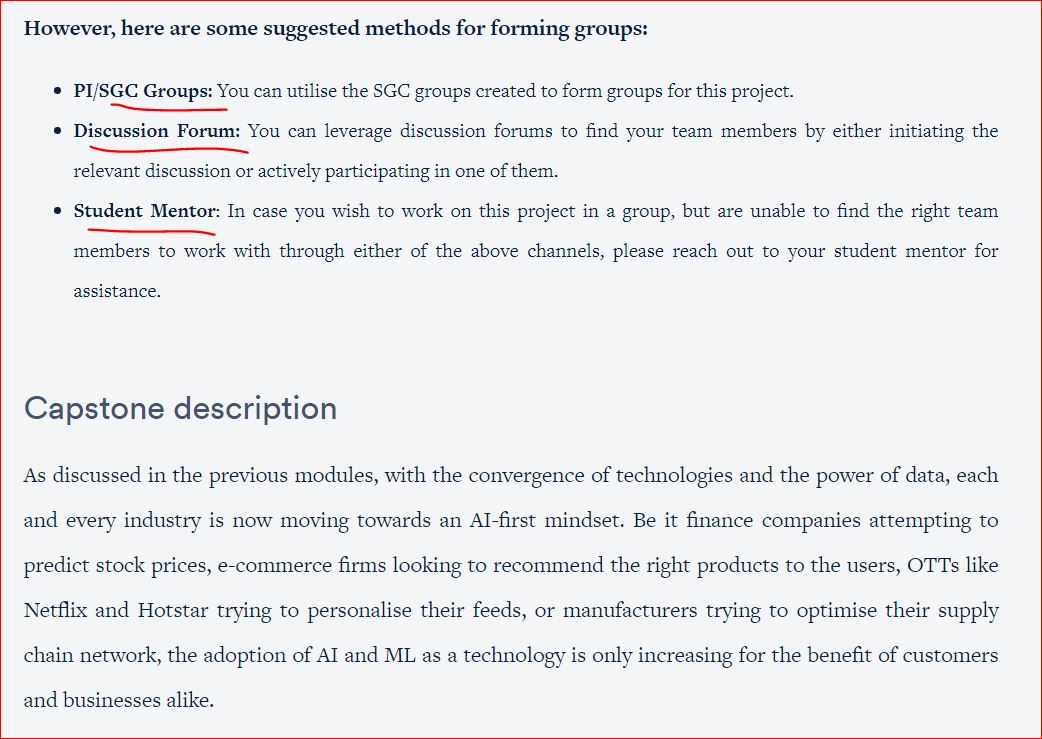 However, here are some suggested methods for forming groups:
• PI/SGC Groups: You can utilise the SGC groups created to form groups for this project.
• Discussion Forum: You can leverage discussion forums to find your team members by either initiating the
relevant discussion or actively participating in one of them.
• Student Mentor: In case you wish to work on this project in a group, but are unable to find the right team
members to work with through either of the above channels, please reach out to your student mentor for
assistance.
Capstone description
As discussed in the previous modules, with the convergence of technologies and the power of data, each
and every industry is now moving towards an AI-first mindset. Be it finance companies attempting to
predict stock prices, e-commerce firms looking to recommend the right products to the users, OTTs like
Netflix and Hotstar trying to personalise their feeds, or manufacturers trying to optimise their supply
chain network, the adoption of AI and ML as a technology is only increasing for the benefit of customers
and businesses alike.